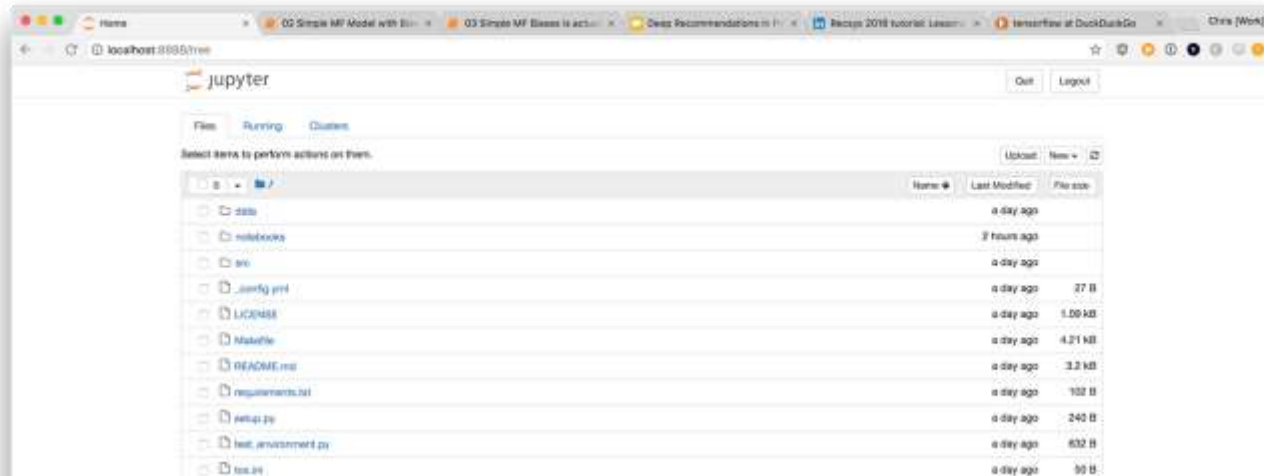 Home
02 Simple MF Model with
03 Simple MF Biases is actu
Deep Recommendations in
Recsys 2018 tutorial: Lesson
tensorflow at DuckDuckGo
Chris (Work)
localhost:8888/tree
jupyter
Quit
Logout
Files
Running
Clusters
Select items to perform actions on them.
Upload
New
0
/
Name
Last Modified
File size
data
a day ago
notebooks
2 hours ago
src
a day ago
_config.yml
a day ago
27 B
LICENSE
a day ago
1.09 kB
Makefile
a day ago
4.21 kB
README.md
a day ago
3.2 kB
requirements.txt
a day ago
102 B
setup.py
a day ago
240 B
test_environment.py
a day ago
632 B
tox.ini
a day ago
50 B